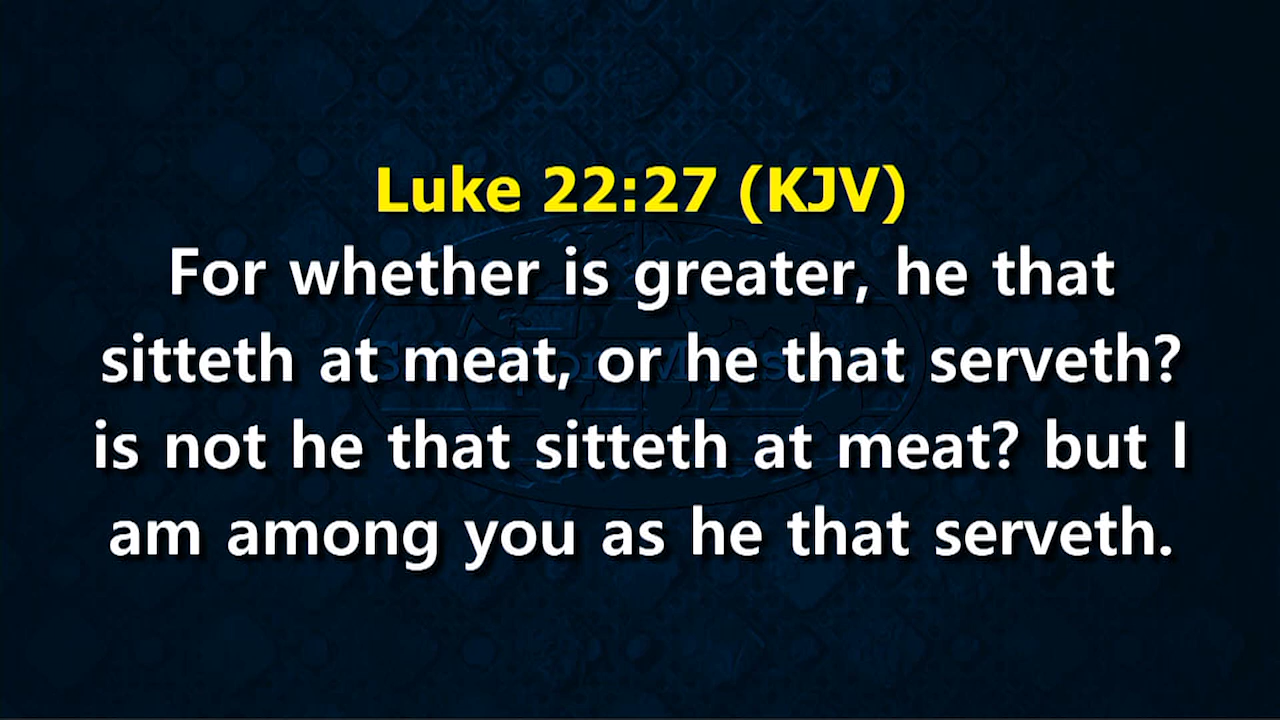 Luke 22:27 (KJV)
For whether is greater, he that
sitteth at meat, or he that serveth?
is not he that sitteth at meat? but I
am among you as he that serveth.